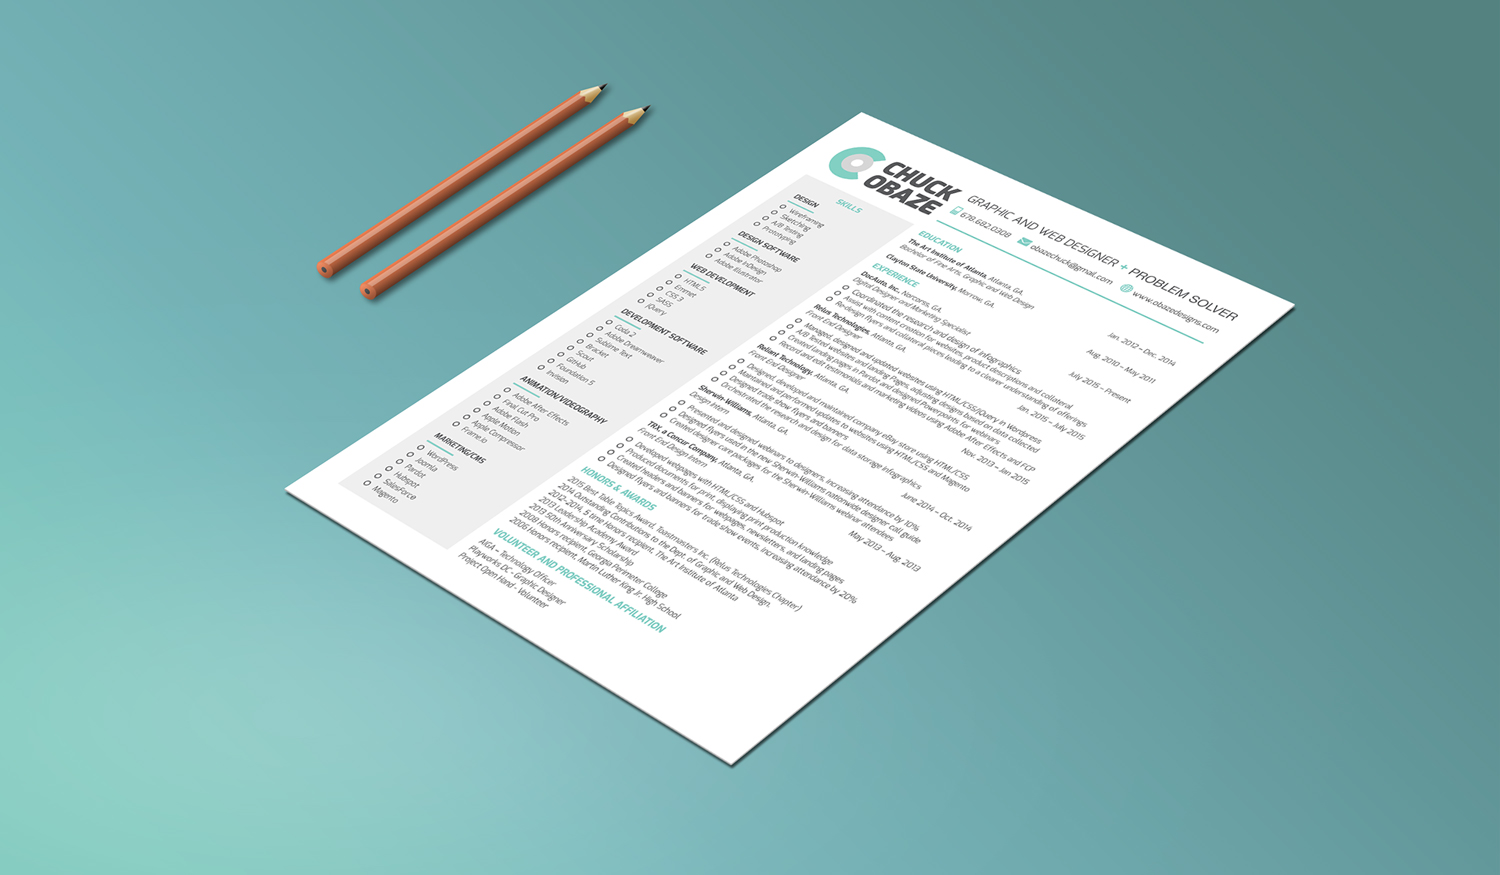 CHUCK
OBAZE
GRAPHIC AND WEB DESIGNER + PROBLEM SOLVER
678.682.0308 obazechuck@gmail.com www.obazedesigns.com
SKILLS
DESIGN
Wireframing
Sketching
A/B Testing
Prototyping
DESIGN SOFTWARE
Adobe Photoshop
Adobe InDesign
Adobe Illustrator
WEB DEVELOPMENT
HTML5
Emmet
CSS 3
SASS
jQuery
DEVELOPMENT SOFTWARE
Coda 2
Adobe Dreamweaver
Sublime Text
Bracket
Scout
GitHub
Foundation 5
Invision
ANIMATION/VIDEOGRAPHY
Adobe After Effects
Final Cut Pro
Adobe Flash
Apple Motion
Apple Compressor
Frame.io
MARKETING/CMS
WordPress
Joomla
Pardot
Hubspot
SalesForce
Magento
EDUCATION
The Art Institute of Atlanta, Atlanta, GA. Jan. 2012 – Dec. 2014
Bachelor of Fine Arts, Graphic and Web Design
Clayton State University, Morrow, GA. Aug. 2010 – May 2011
EXPERIENCE
DocAuto, Inc. Norcross, GA. July 2015 – Present
Digital Designer and Marketing Specialist
Coordinated the research and design of infographics
Assist with content creation for websites, product descriptions and collateral
Re-design flyers and collateral pieces leading to a clearer understanding of offerings
Relus Technologies, Atlanta, GA. Jan. 2015 – July 2015
Front End Designer
Managed, designed and updated websites using HTML/CSS/jQuery in Wordpress
A/B Tested websites and landing Pages, adjusting designs based on data collected
Created landing pages in Pardot and designed Powerpoints for webinars
Record and edit testimonials and marketing videos using Adobe After Effects and FCP
Reliant Technology, Atlanta, GA. Nov. 2013 – Jan 2015
Front End Designer
Designed, developed and maintained company eBay store using HTML/CSS
Maintained and performed updates to websites using HTML/CSS and Magento
Designed trade show flyers and banners
Orchestrated the research and design for data storage infographics
Sherwin-Williams, Atlanta, GA. June 2014 – Oct. 2014
Design Intern
Presented and designed webinars to designers, increasing attendance by 10%
Designed flyers used in the new Sherwin-Williams nationwide designer call guide
Created designer care packages for the Sherwin-Williams webinar attendees
TRX, a Concur Company, Atlanta, GA. May 2013 – Aug. 2013
Front End Design Intern
Developed webpages with HTML/CSS and Hubspot
Produced documents for print, displaying print production knowledge
Created headers and banners for webpages, newsletters, and landing pages
Designed flyers and banners for trade show events, increasing attendance by 20%
HONORS & AWARDS
2015 Best Table Topics Award, Toastmasters Inc. (Relus Technologies Chapter)
2014 Outstanding Contributions to the Dept. of Graphic and Web Design,
2012-2014, 5 time Honors recipient, The Art Institute of Atlanta
2013 Leadership Academy Award
2013 50th Anniversary Scholarship
2008 Honors recipient, Georgia Perimeter College
2006 Honors recipient, Martin Luther King Jr. High School
VOLUNTEER AND PROFESSIONAL AFFILIATION
AIGA – Technology Officer
Playworks DC - Graphic Designer
Project Open Hand - Volunteer